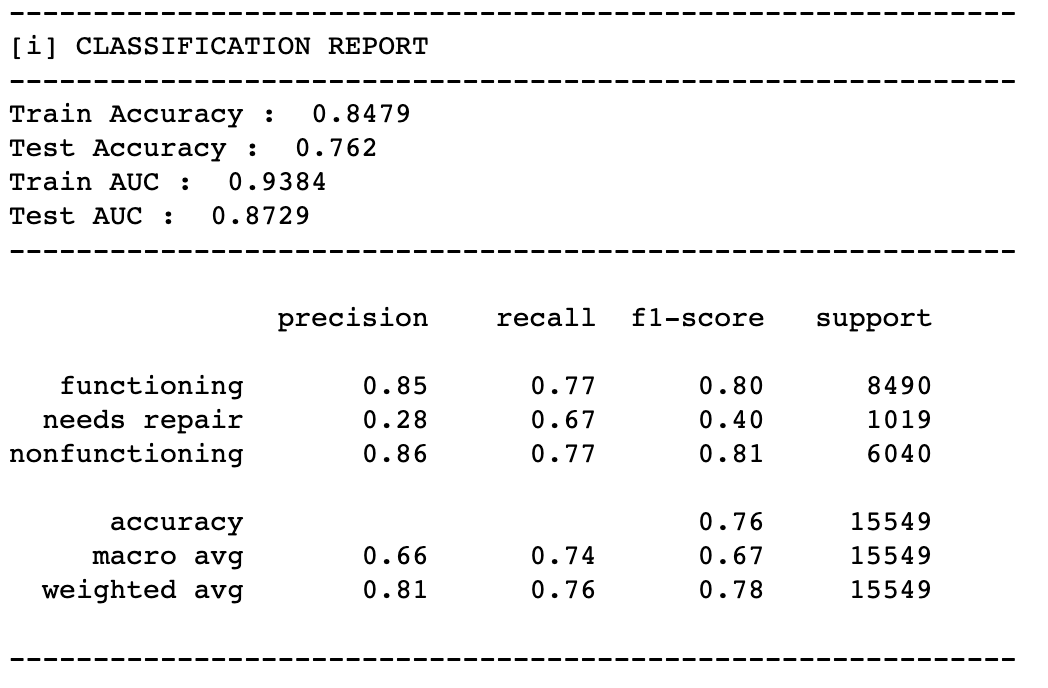 ------------------------------------------------------------
[i] CLASSIFICATION REPORT
------------------------------------------------------------
Train Accuracy :  0.8479
Test Accuracy :  0.762
Train AUC :  0.9384
Test AUC :  0.8729
------------------------------------------------------------
                precision    recall  f1-score   support
   functioning       0.85      0.77      0.80      8490
  needs repair       0.28      0.67      0.40      1019
nonfunctioning       0.86      0.77      0.81      6040
      accuracy                           0.76     15549
     macro avg       0.66      0.74      0.67     15549
  weighted avg       0.81      0.76      0.78     15549
------------------------------------------------------------